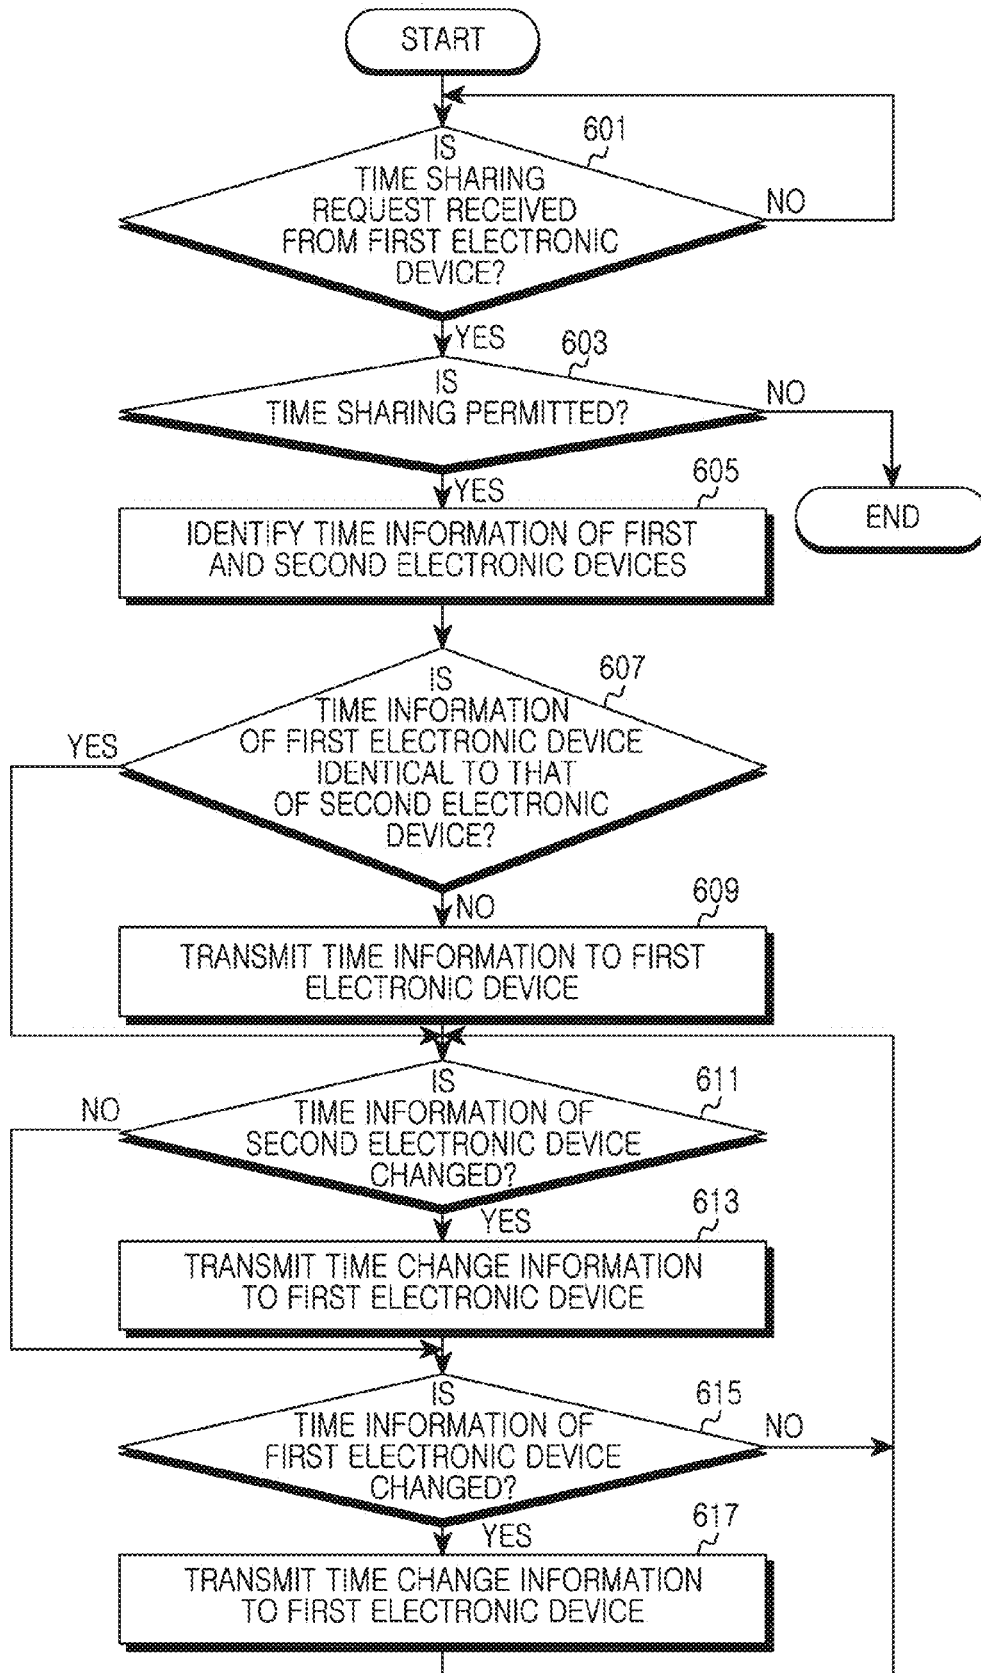 START
601
IS
TIME SHARING
REQUEST RECEIVED
FROM FIRST ELECTRONIC
DEVICE?
NO
YES
603
IS
TIME SHARING PERMITTED?
NO
YES
605
END
IDENTIFY TIME INFORMATION OF FIRST
AND SECOND ELECTRONIC DEVICES
607
IS
TIME INFORMATION
OF FIRST ELECTRONIC DEVICE
IDENTICAL TO THAT
OF SECOND ELECTRONIC
DEVICE?
YES
NO
609
TRANSMIT TIME INFORMATION TO FIRST
ELECTRONIC DEVICE
611
IS
TIME INFORMATION OF
SECOND ELECTRONIC DEVICE
CHANGED?
NO
YES
613
TRANSMIT TIME CHANGE INFORMATION
TO FIRST ELECTRONIC DEVICE
615
IS
TIME INFORMATION OF
FIRST ELECTRONIC DEVICE
CHANGED?
NO
YES
617
TRANSMIT TIME CHANGE INFORMATION
TO FIRST ELECTRONIC DEVICE